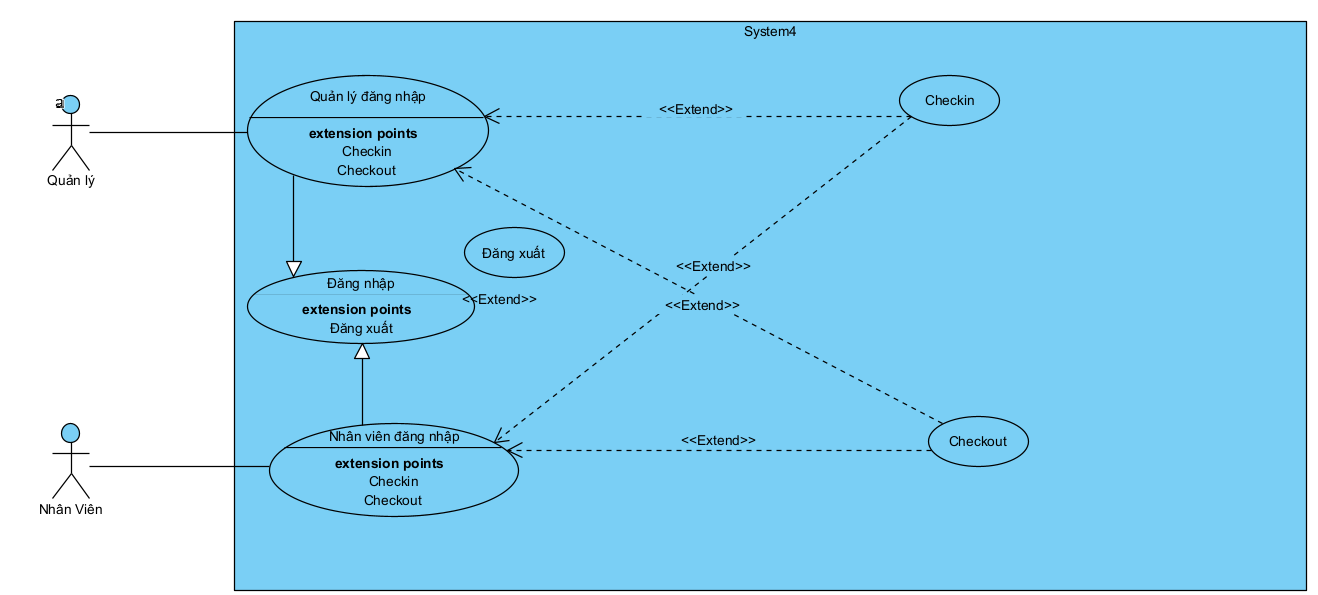 System4
a
Quản lý
Quản lý đăng nhập
extension points
Checkin
Checkout
<<Extend>>
Checkin
Đăng xuất
<<Extend>>
Đăng nhập
extension points
Đăng xuất
<<Extend>>
<<Extend>>
Nhân Viên
Nhân viên đăng nhập
extension points
Checkin
Checkout
<<Extend>>
Checkout